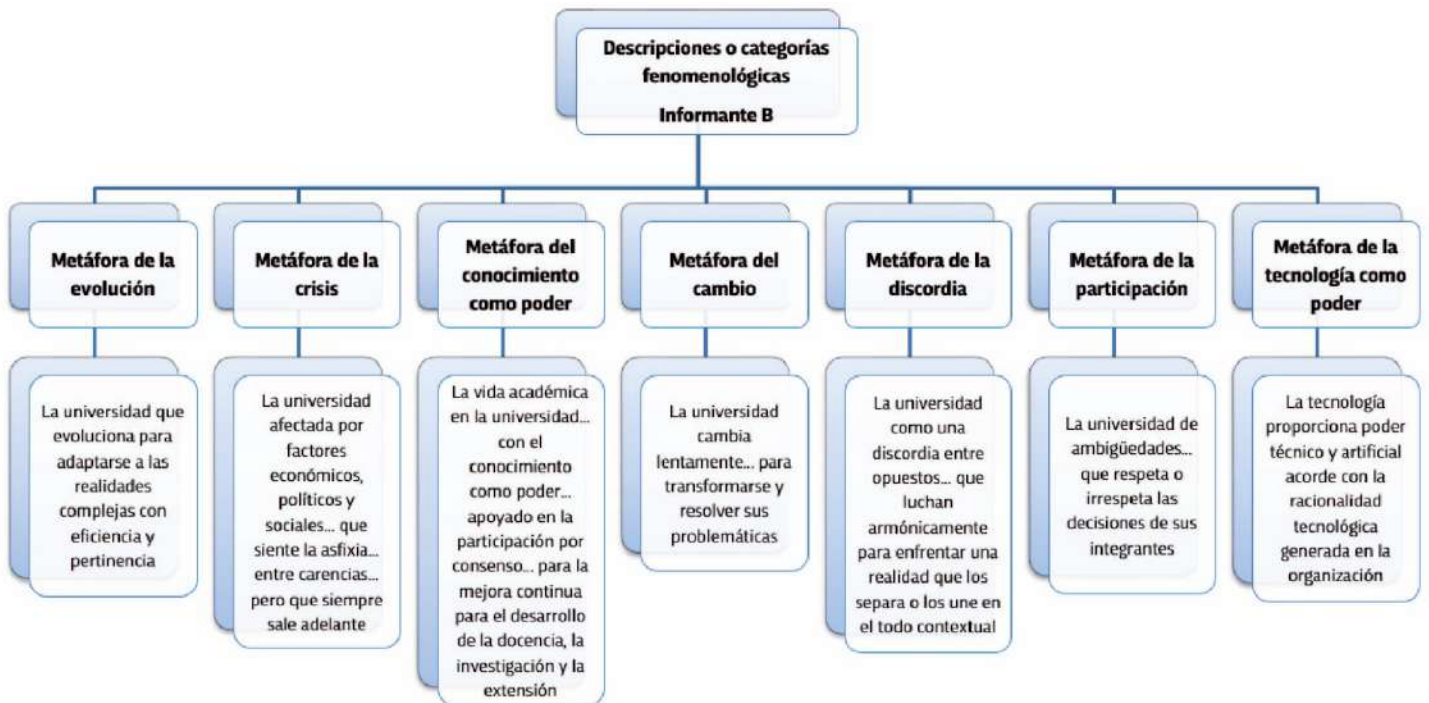 Descripciones o categorías
fenomenológicas
Informante B
Metáfora de la
evolución
Metáfora de la
crisis
Metáfora del
conocimiento
como poder
Metáfora del
cambio
Metáfora de la
discordia
Metáfora de la
participación
Metáfora de la
tecnología como
poder
La universidad que
evoluciona para
adaptarse a las
realidades
complejas con
eficiencia y
pertinencia
La universidad
afectada por
factores
económicos,
políticos y
sociales... que
siente la asfixia...
entre carencias...
pero que siempre
sale adelante
La vida académica
en la universidad...
con el
conocimiento
como poder...
apoyado en la
participación por
consenso... para la
mejora continua
para el desarrollo
de la docencia, la
investigación y la
extensión
La universidad
cambia
lentamente... para
transformarse y
resolver sus
problemáticas
La universidad
como una
discordia entre
opuestos... que
luchan
armónicamente
para enfrentar una
realidad que los
separa o los une en
el todo contextual
La universidad de
ambigüedades...
que respeta o
irrespeta las
decisiones de sus
integrantes
La tecnología
proporciona poder
técnico y artificial
acorde con la
racionalidad
tecnológica
generada en la
organización